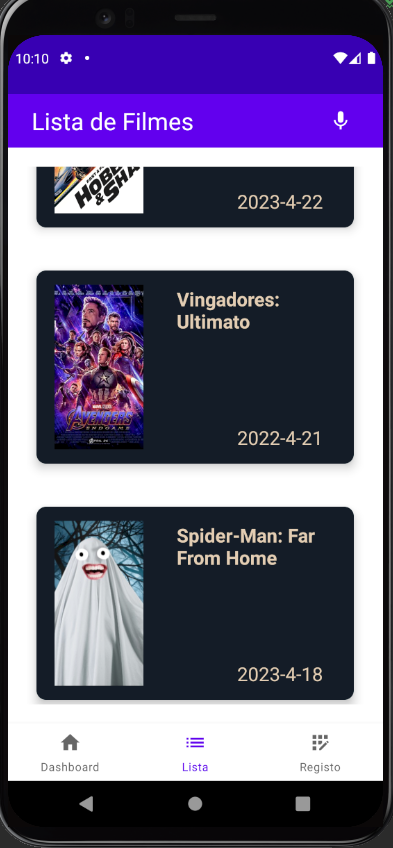 10:10
Lista de Filmes
HOBBS
& SHA
2023-4-22
Vingadores:
Ultimato
AVENGERS
ENDGAME
2022-4-21
Spider-Man: Far
From Home
2023-4-18
Dashboard
Lista
Registo